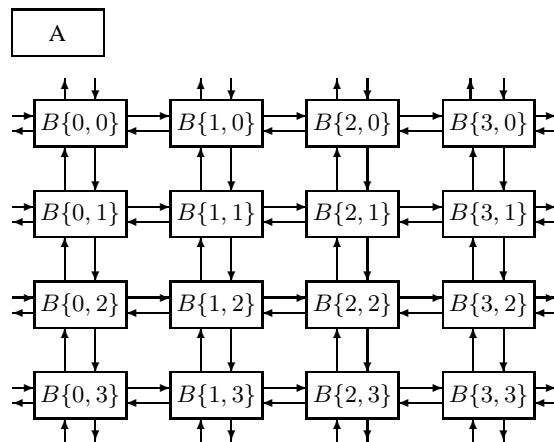 A
B{0, 0} B{1, 0} B{2, 0} B{3, 0}
B{0, 1} B{1, 1} B{2, 1} B{3, 1}
B{0, 2} B{1, 2} B{2, 2} B{3, 2}
B{0, 3} B{1, 3} B{2, 3} B{3, 3}